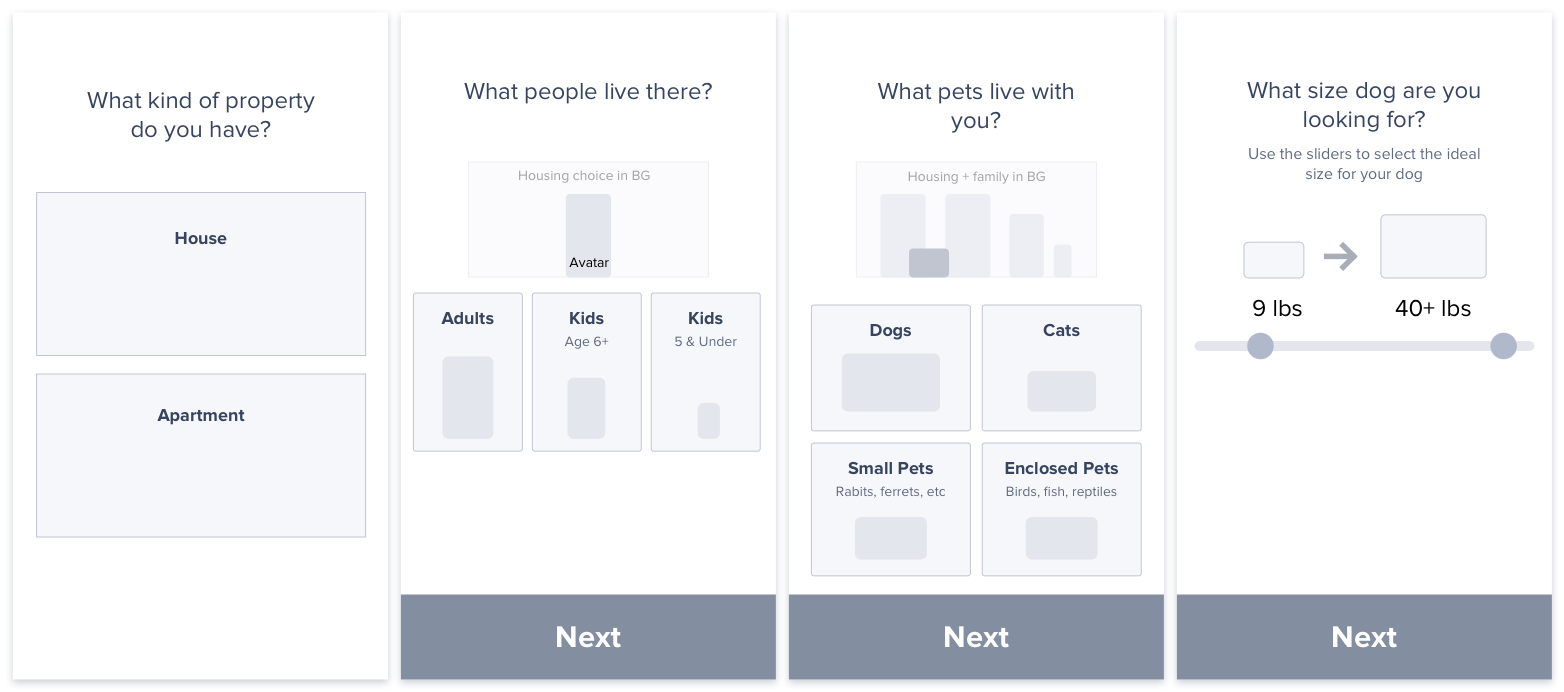 What kind of property
do you have?
House
Apartment
What people live there?
Housing choice in BG
Avatar
Adults
Kids
Age 6+
Kids
5 & Under
Next
What pets live with
you?
Housing + family in BG
Dogs
Cats
Small Pets
Rabits, ferrets, etc
Enclosed Pets
Birds, fish, reptiles
Next
What size dog are you
looking for?
Use the sliders to select the ideal
size for your dog
9 lbs
40+ lbs
Next